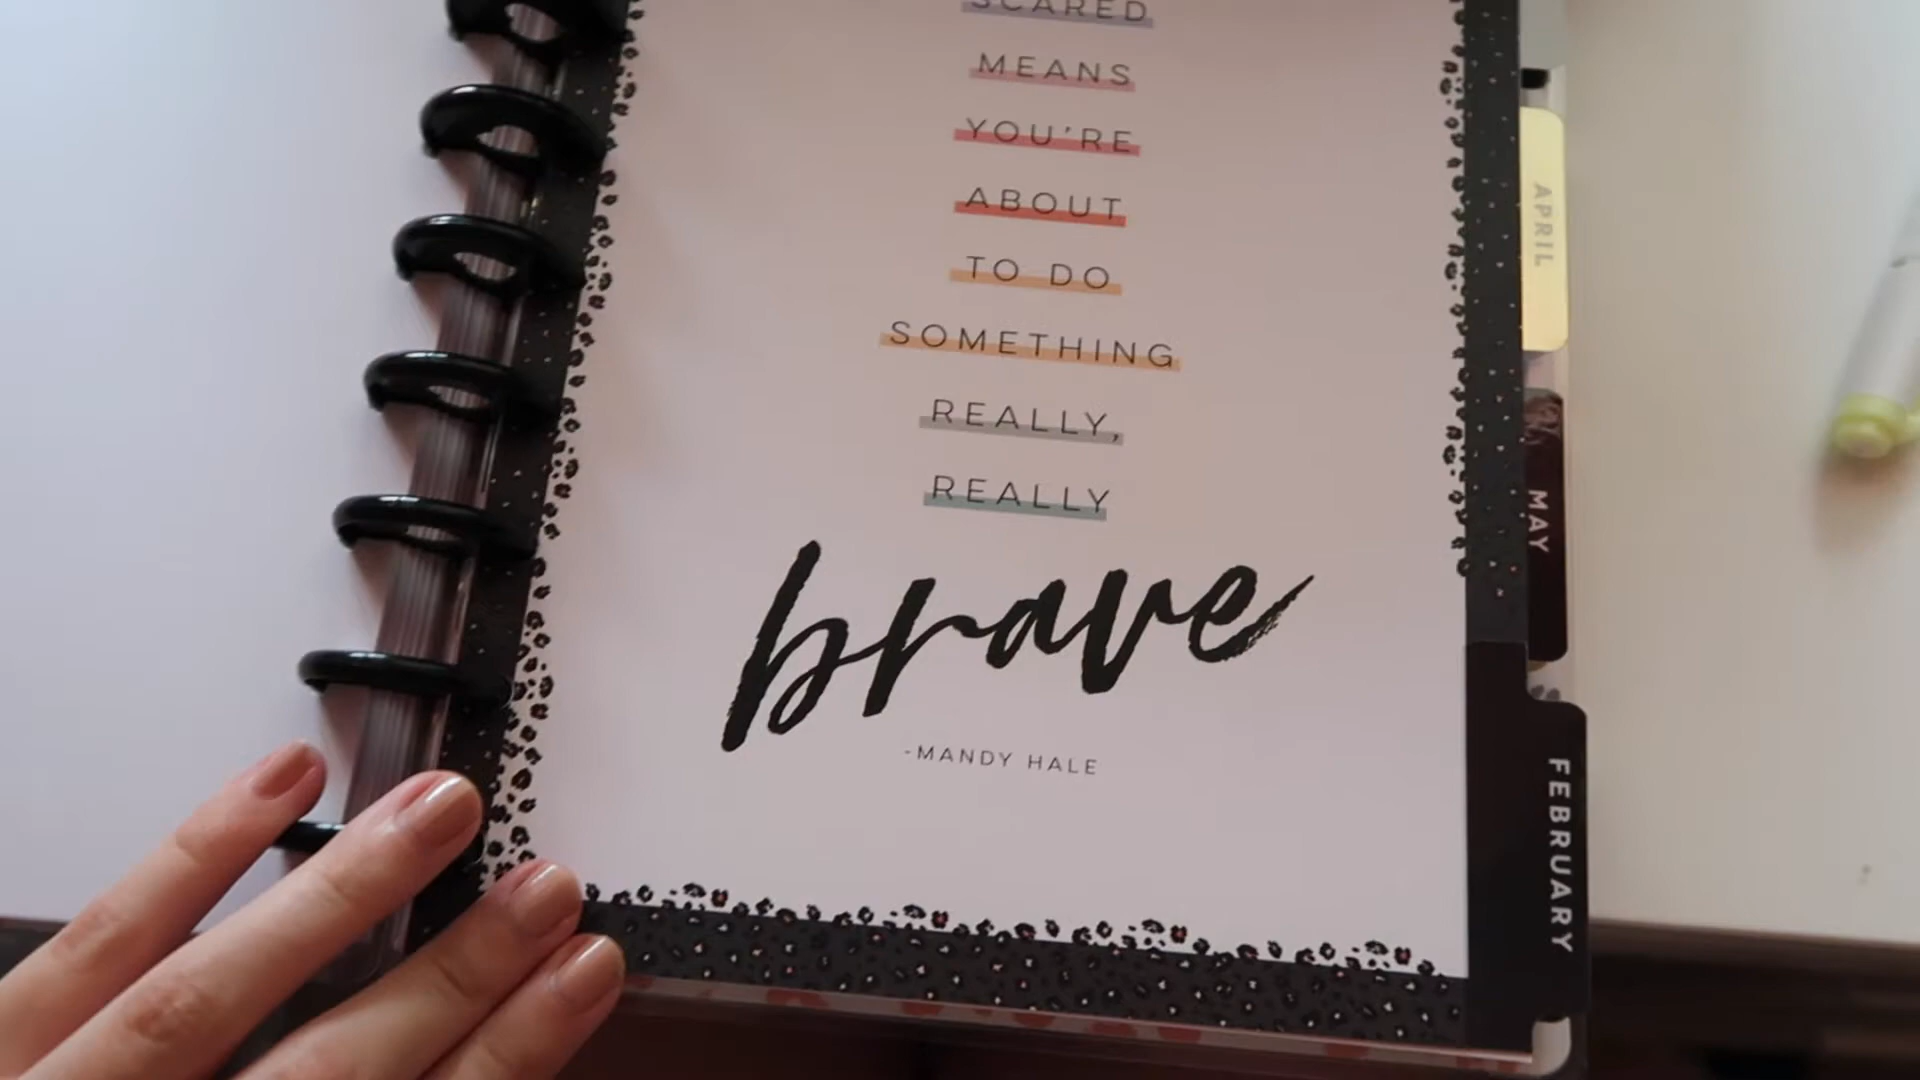 SCARED
MEANS
YOU'RE
ABOUT
TO DO
SOMETHING
REALLY,
REALLY
brave
-MANDY HALE
APRIL
MAY
FEBRUARY